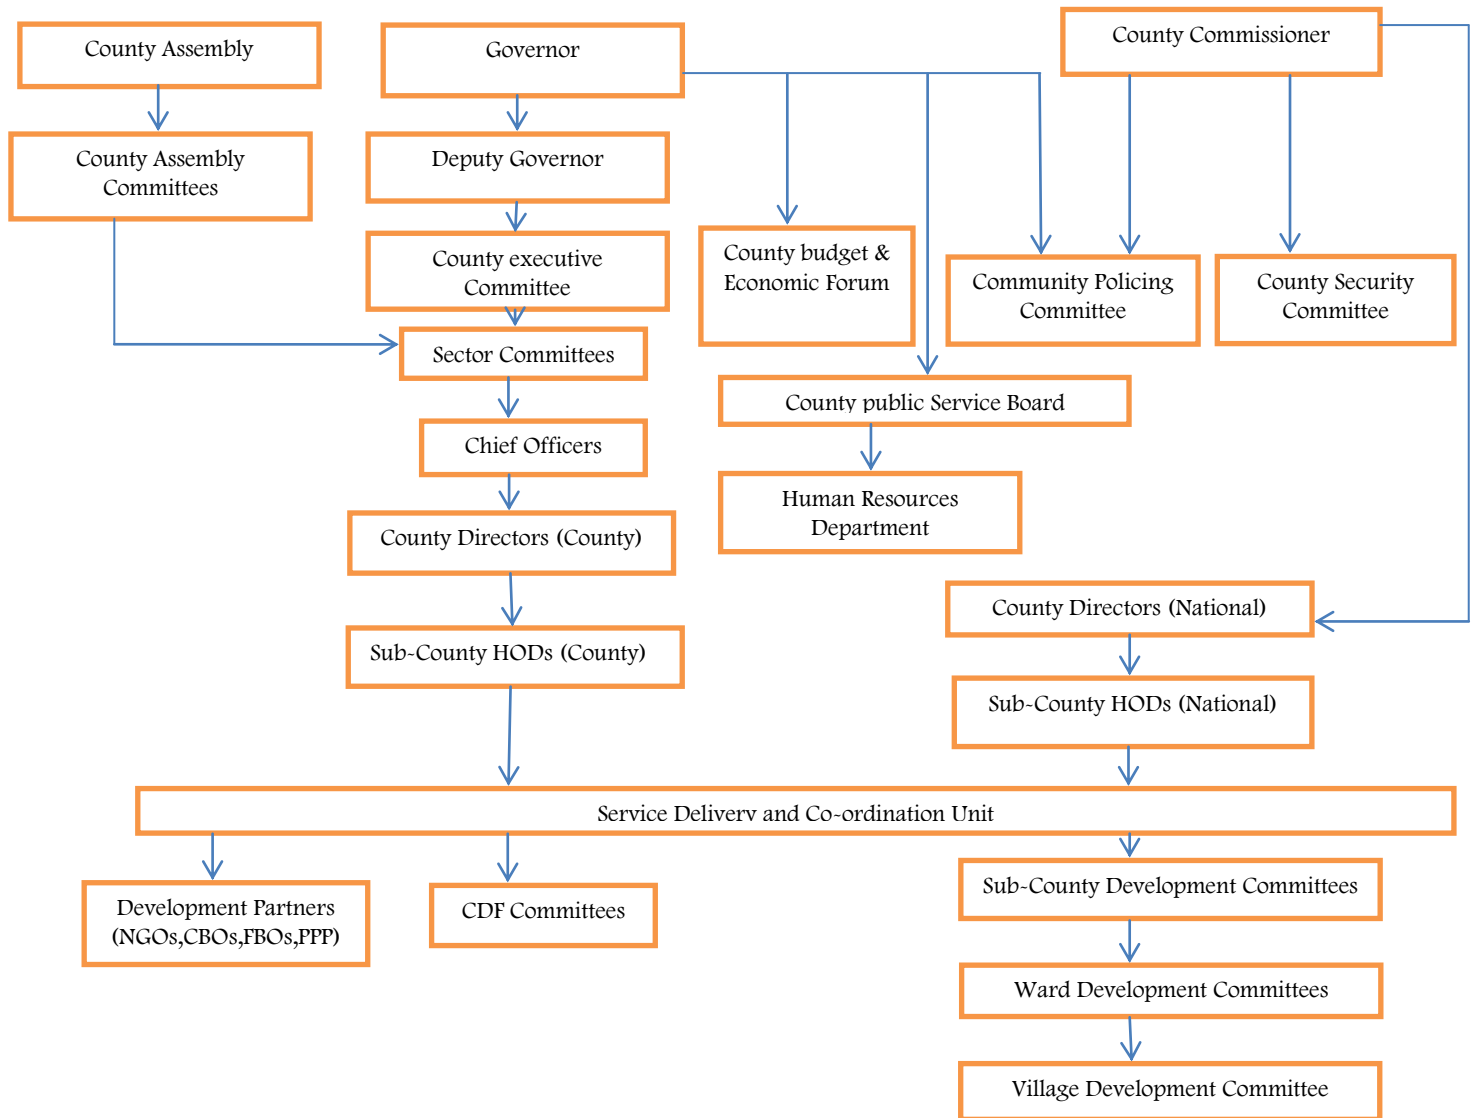 County Assembly
Governor
County Commissioner
County Assembly
Committees
Deputy Governor
County executive
Committee
County budget &
Economic Forum
Community Policing
Committee
County Security
Committee
Sector Committees
County public Service Board
Chief Officers
Human Resources
Department
County Directors (County)
County Directors (National)
Sub-County HODs (County)
Sub-County HODs (National)
Service Delivery and Co-ordination Unit
Development Partners
(NGOs,CBOs,FBOs,PPP)
CDF Committees
Sub-County Development Committees
Ward Development Committees
Village Development Committee